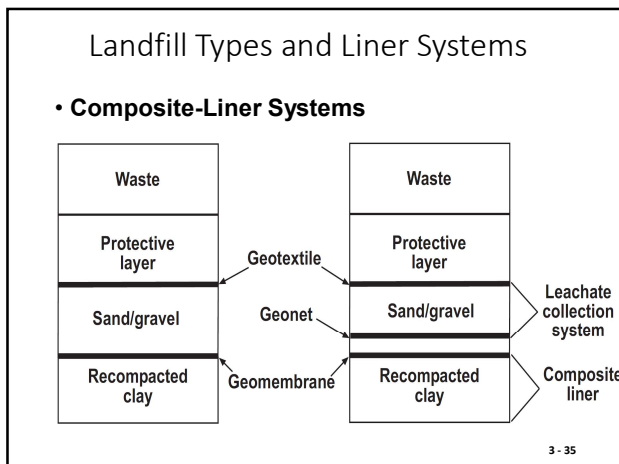 Landfill Types and Liner Systems
• Composite-Liner Systems
Waste
Protective
layer
Sand/gravel
Recompacted
clay
Geotextile
Geonet
Geomembrane
Waste
Protective
layer
Sand/gravel
Recompacted
clay
Leachate
collection
system
Composite
liner
3 - 35